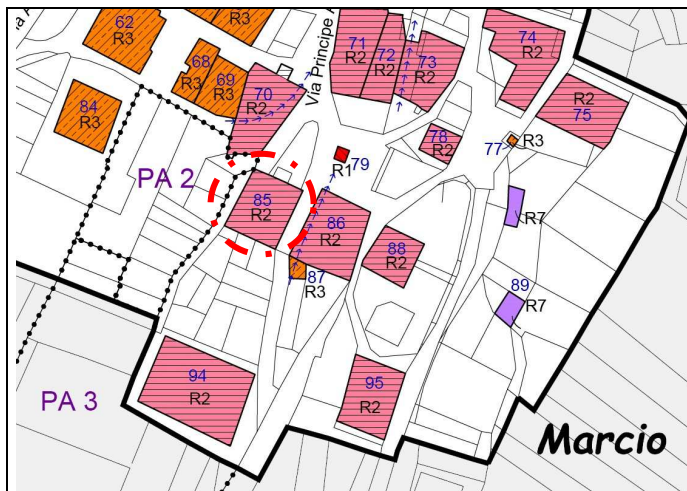 62
R3
Via Principe
71
R2
72
R2
73
R2
74
R2
68
R3
69
R3
70
R2
84
R3
R2
75
78
R2
77
R3
79
R1
PA 2
85
R2
86
R2
87
R3
88
R2
R7
89
R7
94
R2
95
R2
PA 3
Marcio